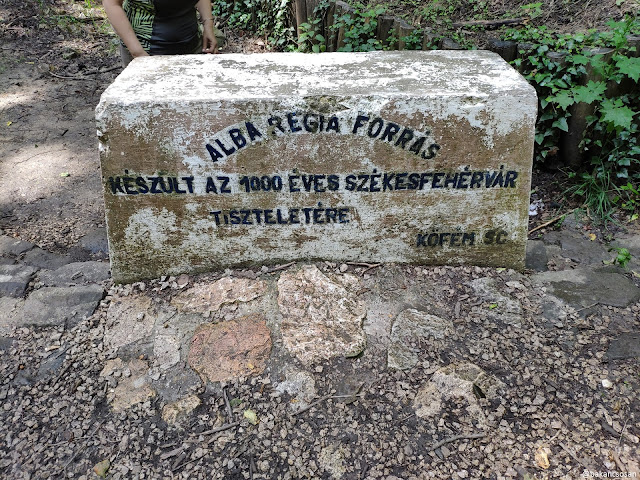 ALBA REGIA FORRÁS
KÉSZÜLT AZ 1000 ÉVES SZÉKESFEHÉRVÁR
TISZTELETÉRE
KÖFÉM SC